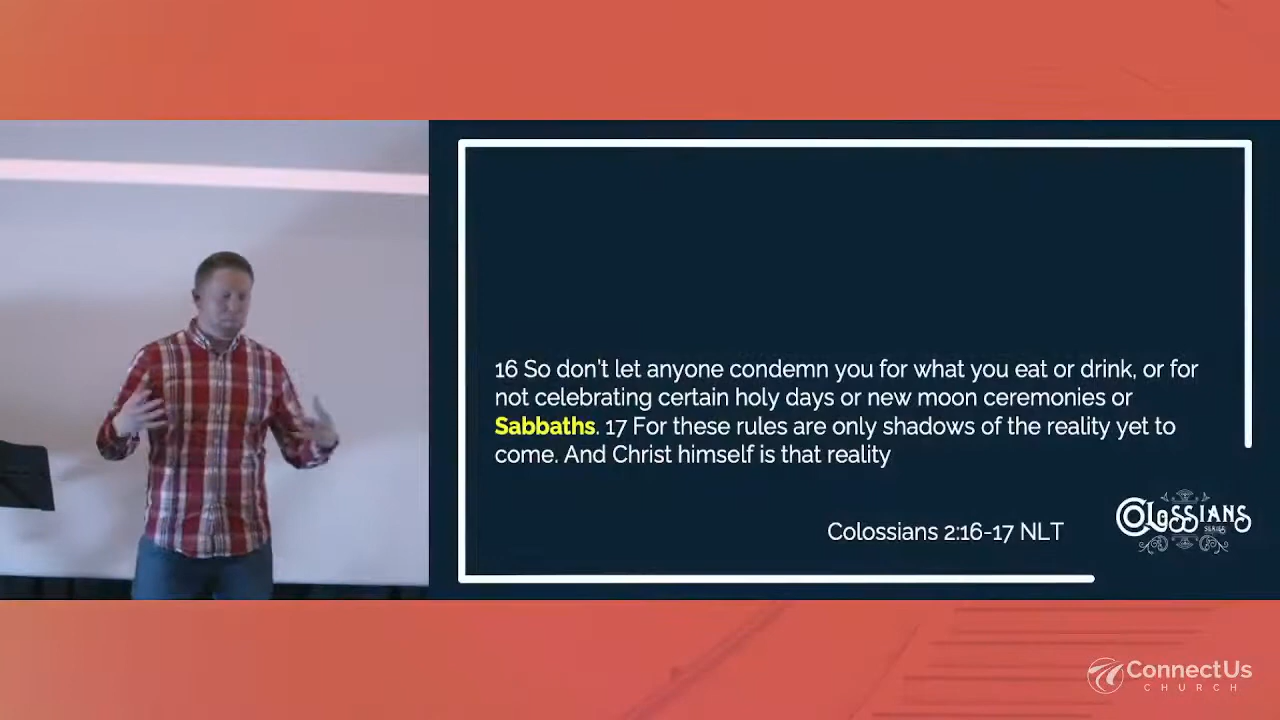 16 So don't let anyone condemn you for what you eat or drink, or for
not celebrating certain holy days or new moon ceremonies or
Sabbaths. 17 For these rules are only shadows of the reality yet to
come. And Christ himself is that reality
Colossians 2:16-17 NLT
COLOSSIANS
SERIES
ConnectUs
CHURCH